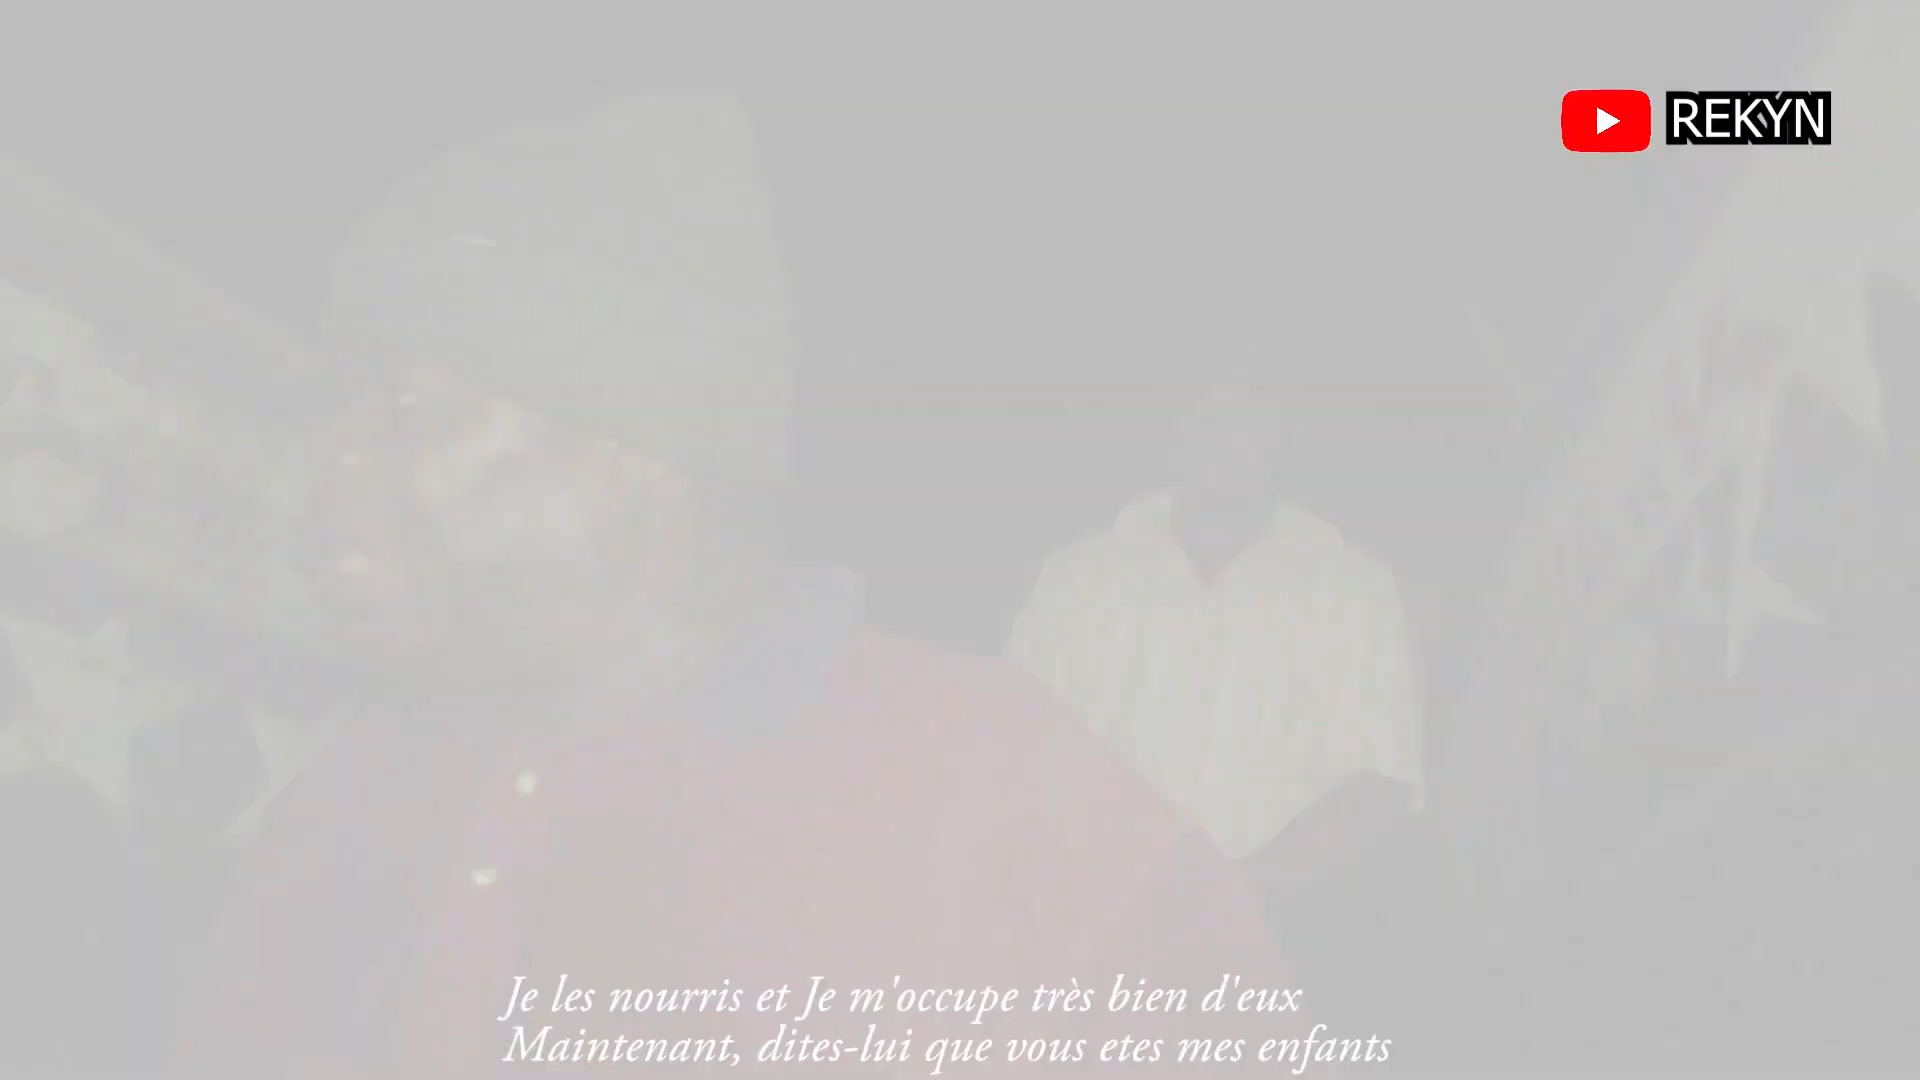 REKYN
Je les nourris et Je m'occupe très bien d'eux
Maintenant, dites-lui que vous etes mes enfants